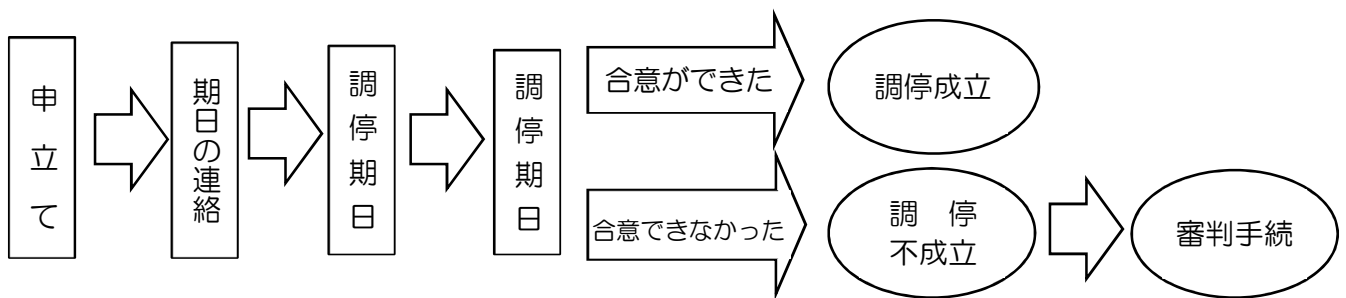 申立て
期日の連絡
調停期日
調停期日
合意ができた
調停成立
合意できなかった
調　停
不成立
審判手続